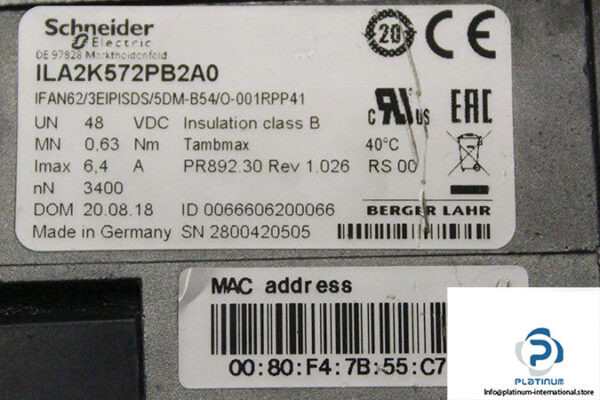 Schneider
Electric
DE 97828 Marktheidenfeld
ILA2K572PB2A0
IFAN62/3EIPISDS/5DM-B54/O-001RPP41
UN 48 VDC Insulation class B
MN 0,63 Nm Tambmax 40°C
Imax 6,4 A PR892.30 Rev 1.026 RS 00
nN 3400
DOM 20.08.18 ID 0066606200066
Made in Germany SN 2800420505
20
CE
C US
EAC
BERGER LAHR
MAC address
00:80:F4:7B:55:C7
PLATINUM
Info@platinum-international.store